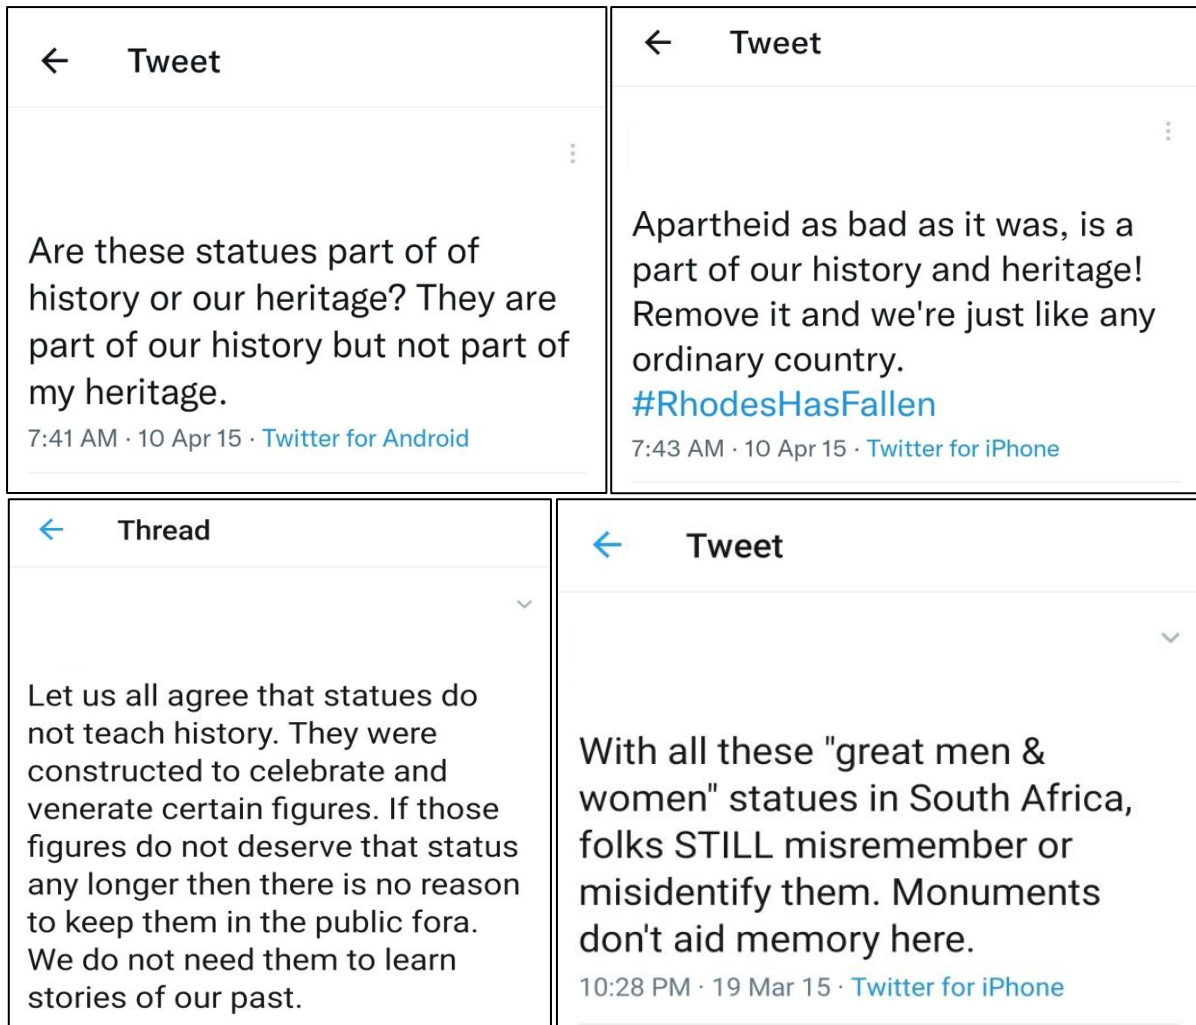 Tweet
Are these statues part of of
history or our heritage? They are
part of our history but not part of
my heritage.
7:41 AM · 10 Apr 15 · Twitter for Android
Tweet
Apartheid as bad as it was, is a
part of our history and heritage!
Remove it and we're just like any
ordinary country.
#RhodesHasFallen
7:43 AM · 10 Apr 15 · Twitter for iPhone
Thread
Let us all agree that statues do
not teach history. They were
constructed to celebrate and
venerate certain figures. If those
figures do not deserve that status
any longer then there is no reason
to keep them in the public fora.
We do not need them to learn
stories of our past.
Tweet
With all these "great men &
women" statues in South Africa,
folks STILL misremember or
misidentify them. Monuments
don't aid memory here.
10:28 PM · 19 Mar 15 · Twitter for iPhone